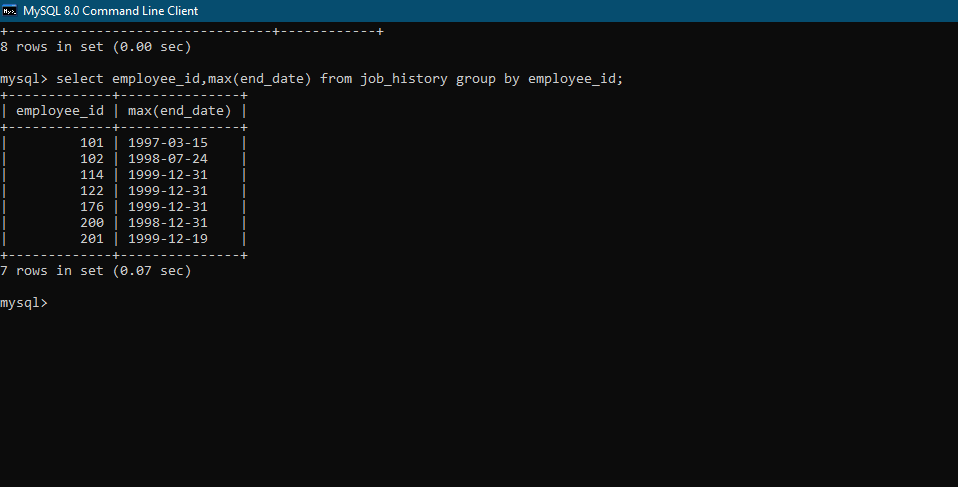 MySQL 8.0 Command Line Client
+---------------------------------+------------+
8 rows in set (0.00 sec)
mysql> select employee_id,max(end_date) from job_history group by employee_id;
+-------------+---------------+
| employee_id | max(end_date) |
+-------------+---------------+
|         101 | 1997-03-15    |
|         102 | 1998-07-24    |
|         114 | 1999-12-31    |
|         122 | 1999-12-31    |
|         176 | 1999-12-31    |
|         200 | 1998-12-31    |
|         201 | 1999-12-19    |
+-------------+---------------+
7 rows in set (0.07 sec)
mysql>